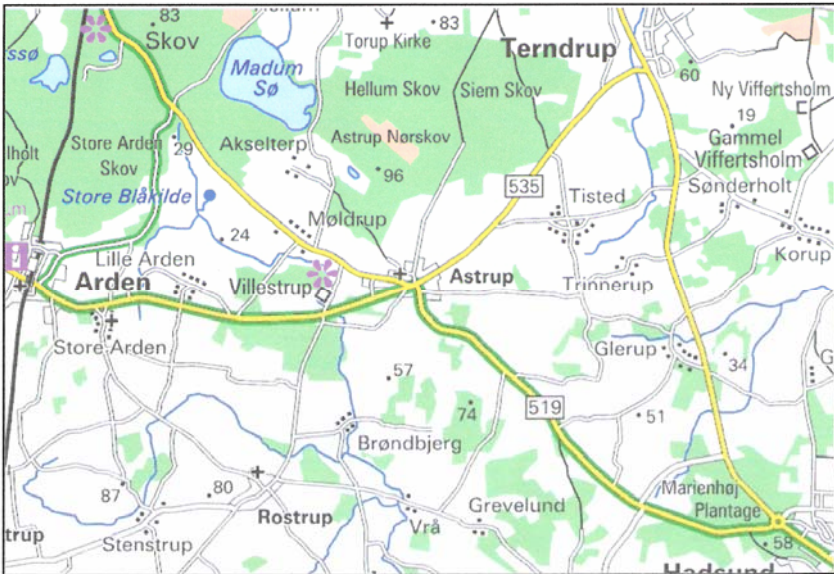 83
Skov
Torup Kirke
83
Terndrup
60
ssø
Madum
Sø
Hellum Skov
Siem Skov
Ny Viffertsholm
19
Store Arden
Skov
29
Akselterp
Astrup Nørskov
96
Gammel
Viffertsholm
Store Blåkilde
535
Tisted
Sønderholt
24
Møldrup
Korup
Lille Arden
Arden
Villestrup
Astrup
Trinnerup
Store Arden
Glerup
34
G
57
74
519
51
Brøndbjerg
87
80
Rostrup
Vrå
Grevelund
Marienhøj
Plantage
trup
Stenstrup
58
Hadsund